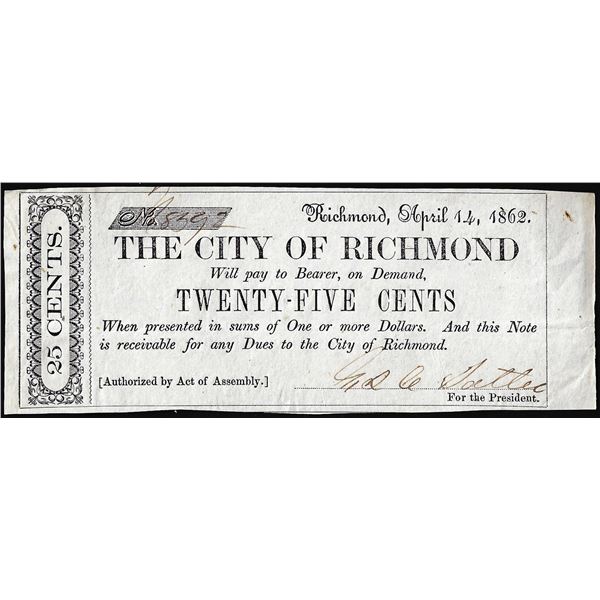 25 CENTS.
No.
Richmond, April 14, 1862.
THE CITY OF RICHMOND
Will pay to Bearer, on Demand,
TWENTY-FIVE CENTS
When presented in sums of One or more Dollars. And this Note
is receivable for any Dues to the City of Richmond.
[Authorized by Act of Assembly.]
For the President.